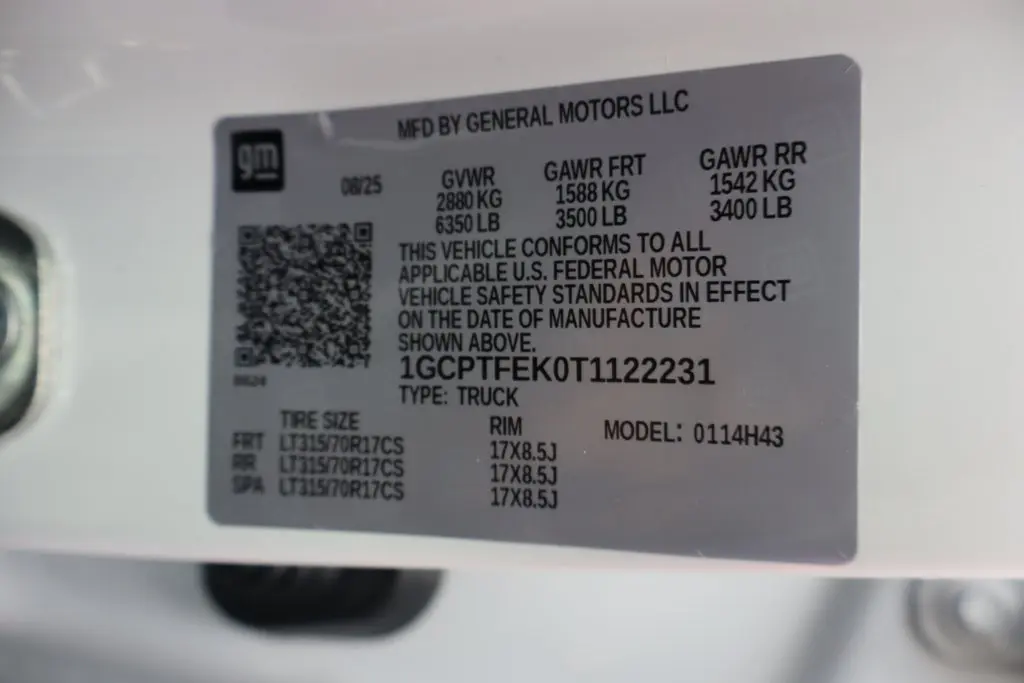 MFD BY GENERAL MOTORS LLC
gm
08/25
GVWR
2880 KG
6350 LB
GAWR FRT
1588 KG
3500 LB
GAWR RR
1542 KG
3400 LB
THIS VEHICLE CONFORMS TO ALL
APPLICABLE U.S. FEDERAL MOTOR
VEHICLE SAFETY STANDARDS IN EFFECT
ON THE DATE OF MANUFACTURE
SHOWN ABOVE.
1GCPTFEK0T1122231
TYPE: TRUCK
MODEL: 0114H43
TIRE SIZE RIM
FRT LT315/70R17CS 17X8.5J
RR LT315/70R17CS 17X8.5J
SPA LT315/70R17CS 17X8.5J